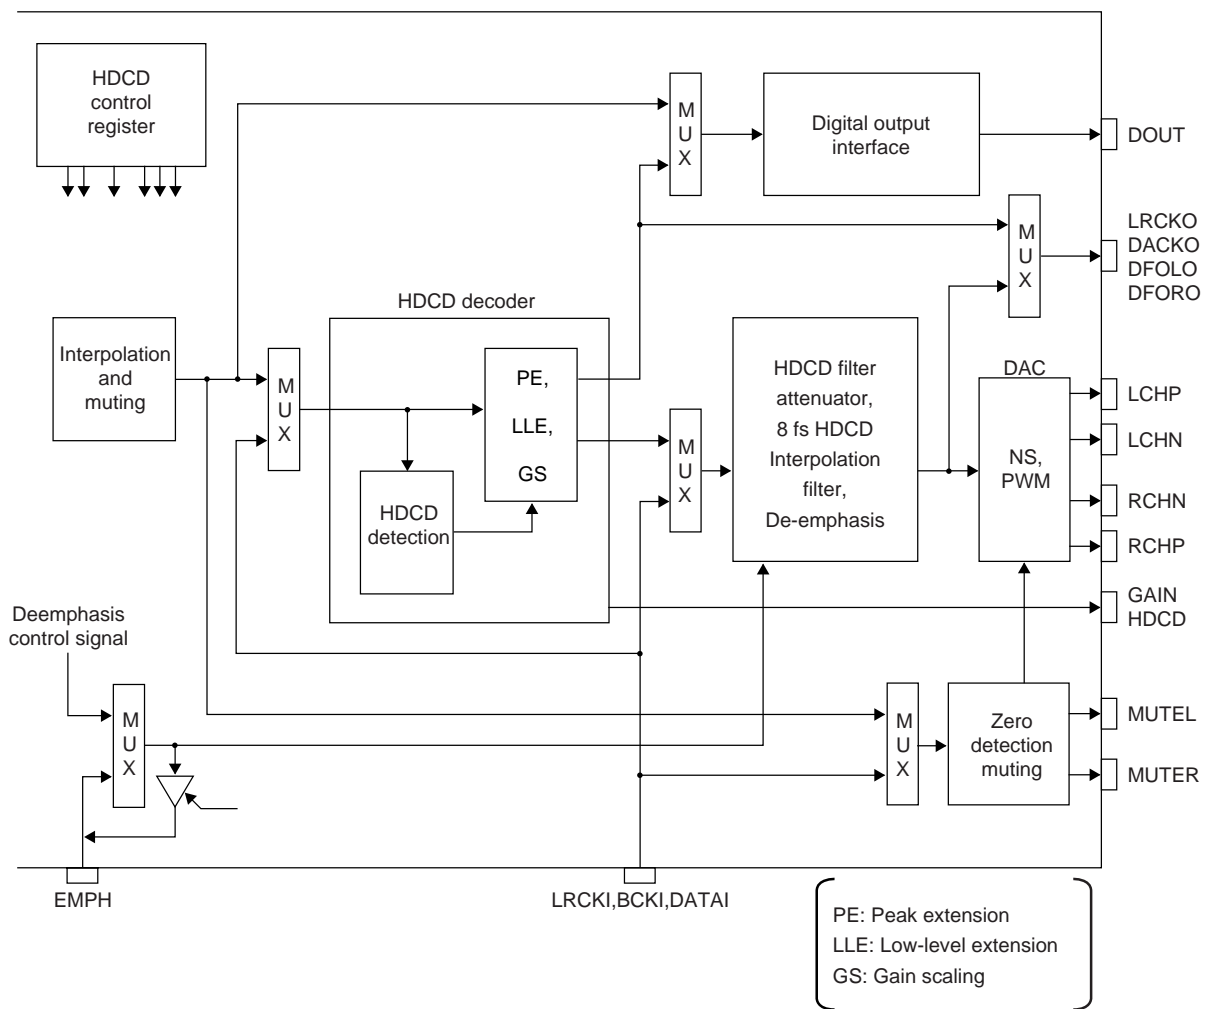 HDCD
control
register
M
U
X
Digital output
interface
DOUT
LRCKO
DACKO
DFOLO
DFORO
M
U
X
HDCD decoder
Interpolation
and
muting
M
U
X
PE,
LLE,
GS
HDCD
detection
M
U
X
HDCD filter
attenuator,
8 fs HDCD
Interpolation
filter,
De-emphasis
DAC
NS,
PWM
LCHP
LCHN
RCHN
RCHP
GAIN
HDCD
Deemphasis
control signal
M
U
X
M
U
X
Zero
detection
muting
MUTEL
MUTER
EMPH
LRCKI,BCKI,DATAI
PE: Peak extension
LLE: Low-level extension
GS: Gain scaling